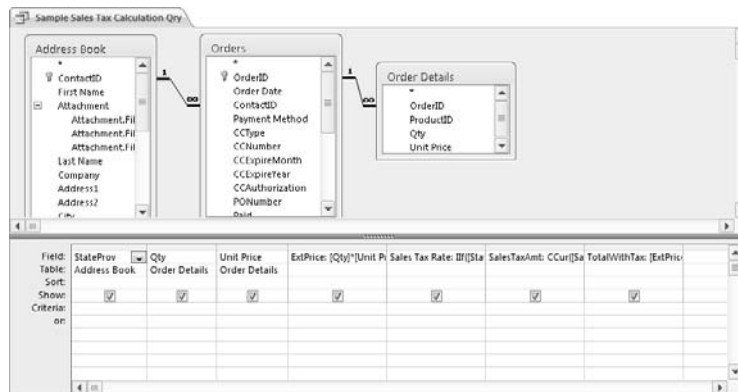 Sample Sales Tax Calculation Qry
Address Book
*
ContactID
First Name
Attachment
Attachment.Fil
Attachment.Fil
Attachment.Fil
Last Name
Company
Address1
Address2
City
Orders
*
OrderID
Order Date
ContactID
Payment Method
CCType
CCNumber
CCExpireMonth
CCExpireYear
CCAuthorization
PONumber
Paid
Order Details
*
OrderID
ProductID
Qty
Unit Price
1 ∞
1 ∞
Field: StateProv Qty Unit Price ExtPrice: [Qty]*[Unit Pr Sales Tax Rate: IIf([Sta SalesTaxAmt: CCur([Sa TotalWithTax: [ExtPric
Table: Address Book Order Details Order Details
Sort:
Show:
Criteria:
or: